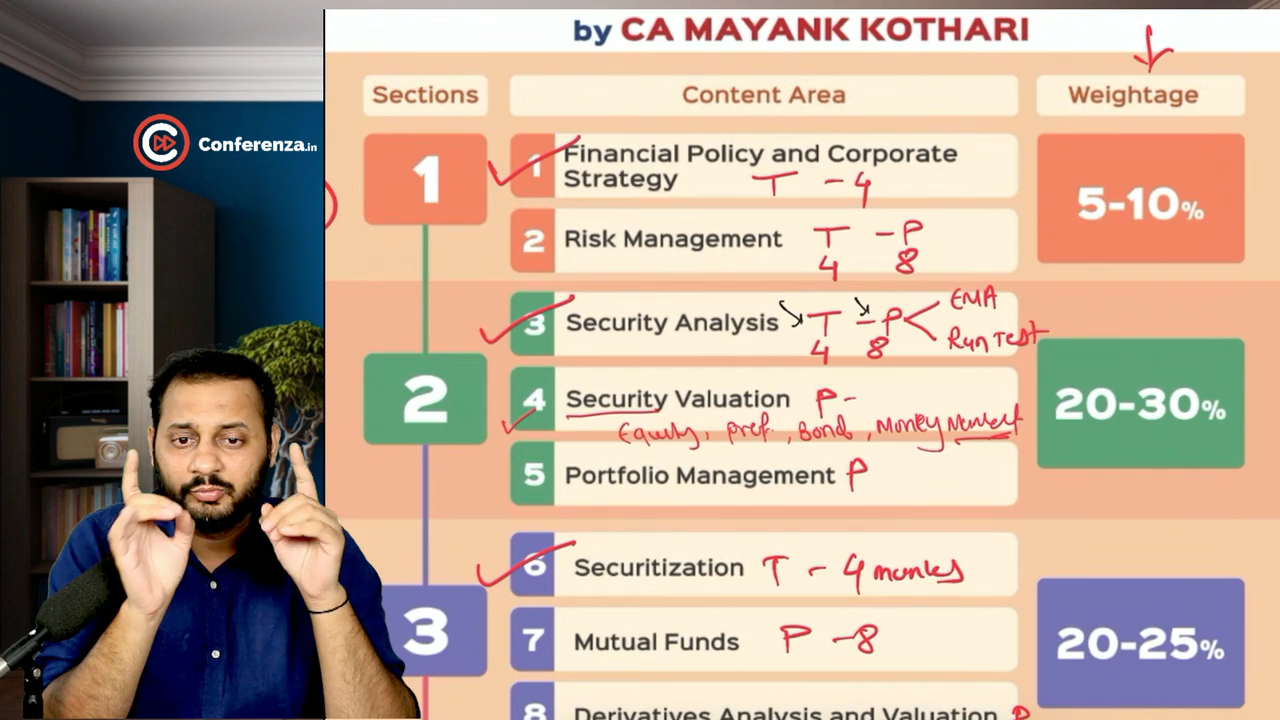 by CA MAYANK KOTHARI
Conferenza.in
Sections
Content Area
Weightage
1
1
Financial Policy and Corporate
Strategy T - 4
5-10%
2
Risk Management T - P
4 8
3
Security Analysis T - P
EMA
Run Test
4 8
2
4
Security Valuation P -
Equity, pref, Bond, Money Market
20-30%
5
Portfolio Management P
6
Securitization T - 4 marks
3
7
Mutual Funds P - 8
20-25%
8
Derivatives Analysis and Valuation P